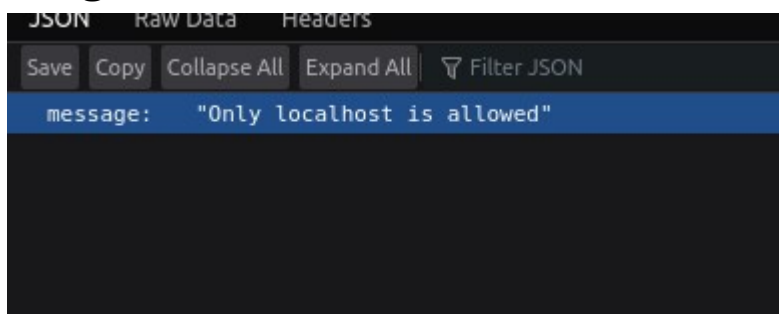 JSON Raw Data Headers
Save Copy Collapse All Expand All Filter JSON
message: "Only localhost is allowed"